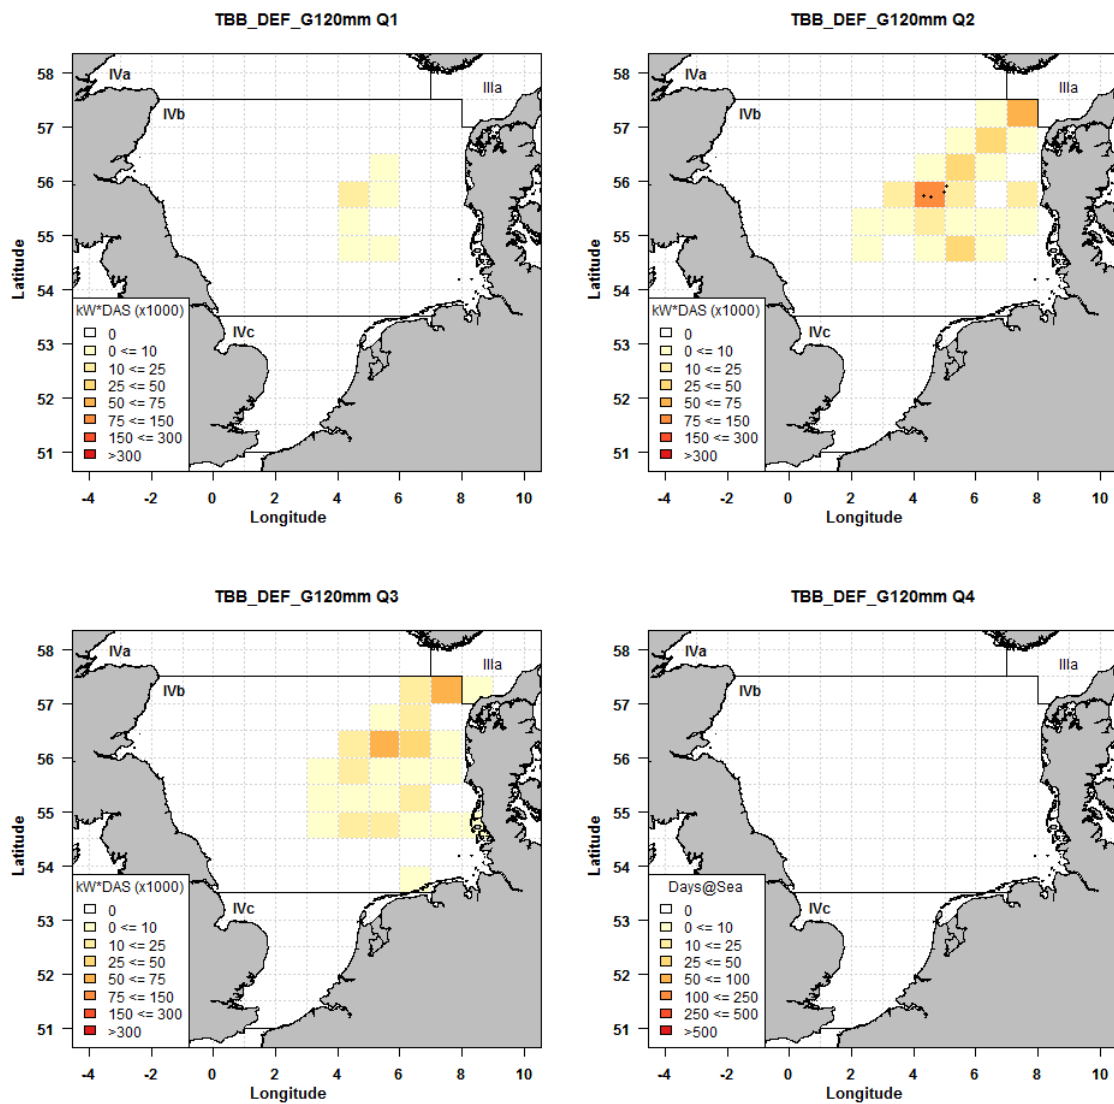 TBB_DEF_G120mm Q1
58
57
56
55
54
53
52
51
Latitude
IVa
IIIa
IVb
IVc
kW*DAS (x1000)
0
0 <= 10
10 <= 25
25 <= 50
50 <= 75
75 <= 150
150 <= 300
>300
-4 -2 0 2 4 6 8 10
Longitude
TBB_DEF_G120mm Q2
58
57
56
55
54
53
52
51
Latitude
IVa
IIIa
IVb
IVc
kW*DAS (x1000)
0
0 <= 10
10 <= 25
25 <= 50
50 <= 75
75 <= 150
150 <= 300
>300
-4 -2 0 2 4 6 8 10
Longitude
TBB_DEF_G120mm Q3
58
57
56
55
54
53
52
51
Latitude
IVa
IIIa
IVb
IVc
kW*DAS (x1000)
0
0 <= 10
10 <= 25
25 <= 50
50 <= 75
75 <= 150
150 <= 300
>300
-4 -2 0 2 4 6 8 10
Longitude
TBB_DEF_G120mm Q4
58
57
56
55
54
53
52
51
Latitude
IVa
IIIa
IVb
IVc
Days@Sea
0
0 <= 10
10 <= 25
25 <= 50
50 <= 100
100 <= 250
250 <= 500
>500
-4 -2 0 2 4 6 8 10
Longitude